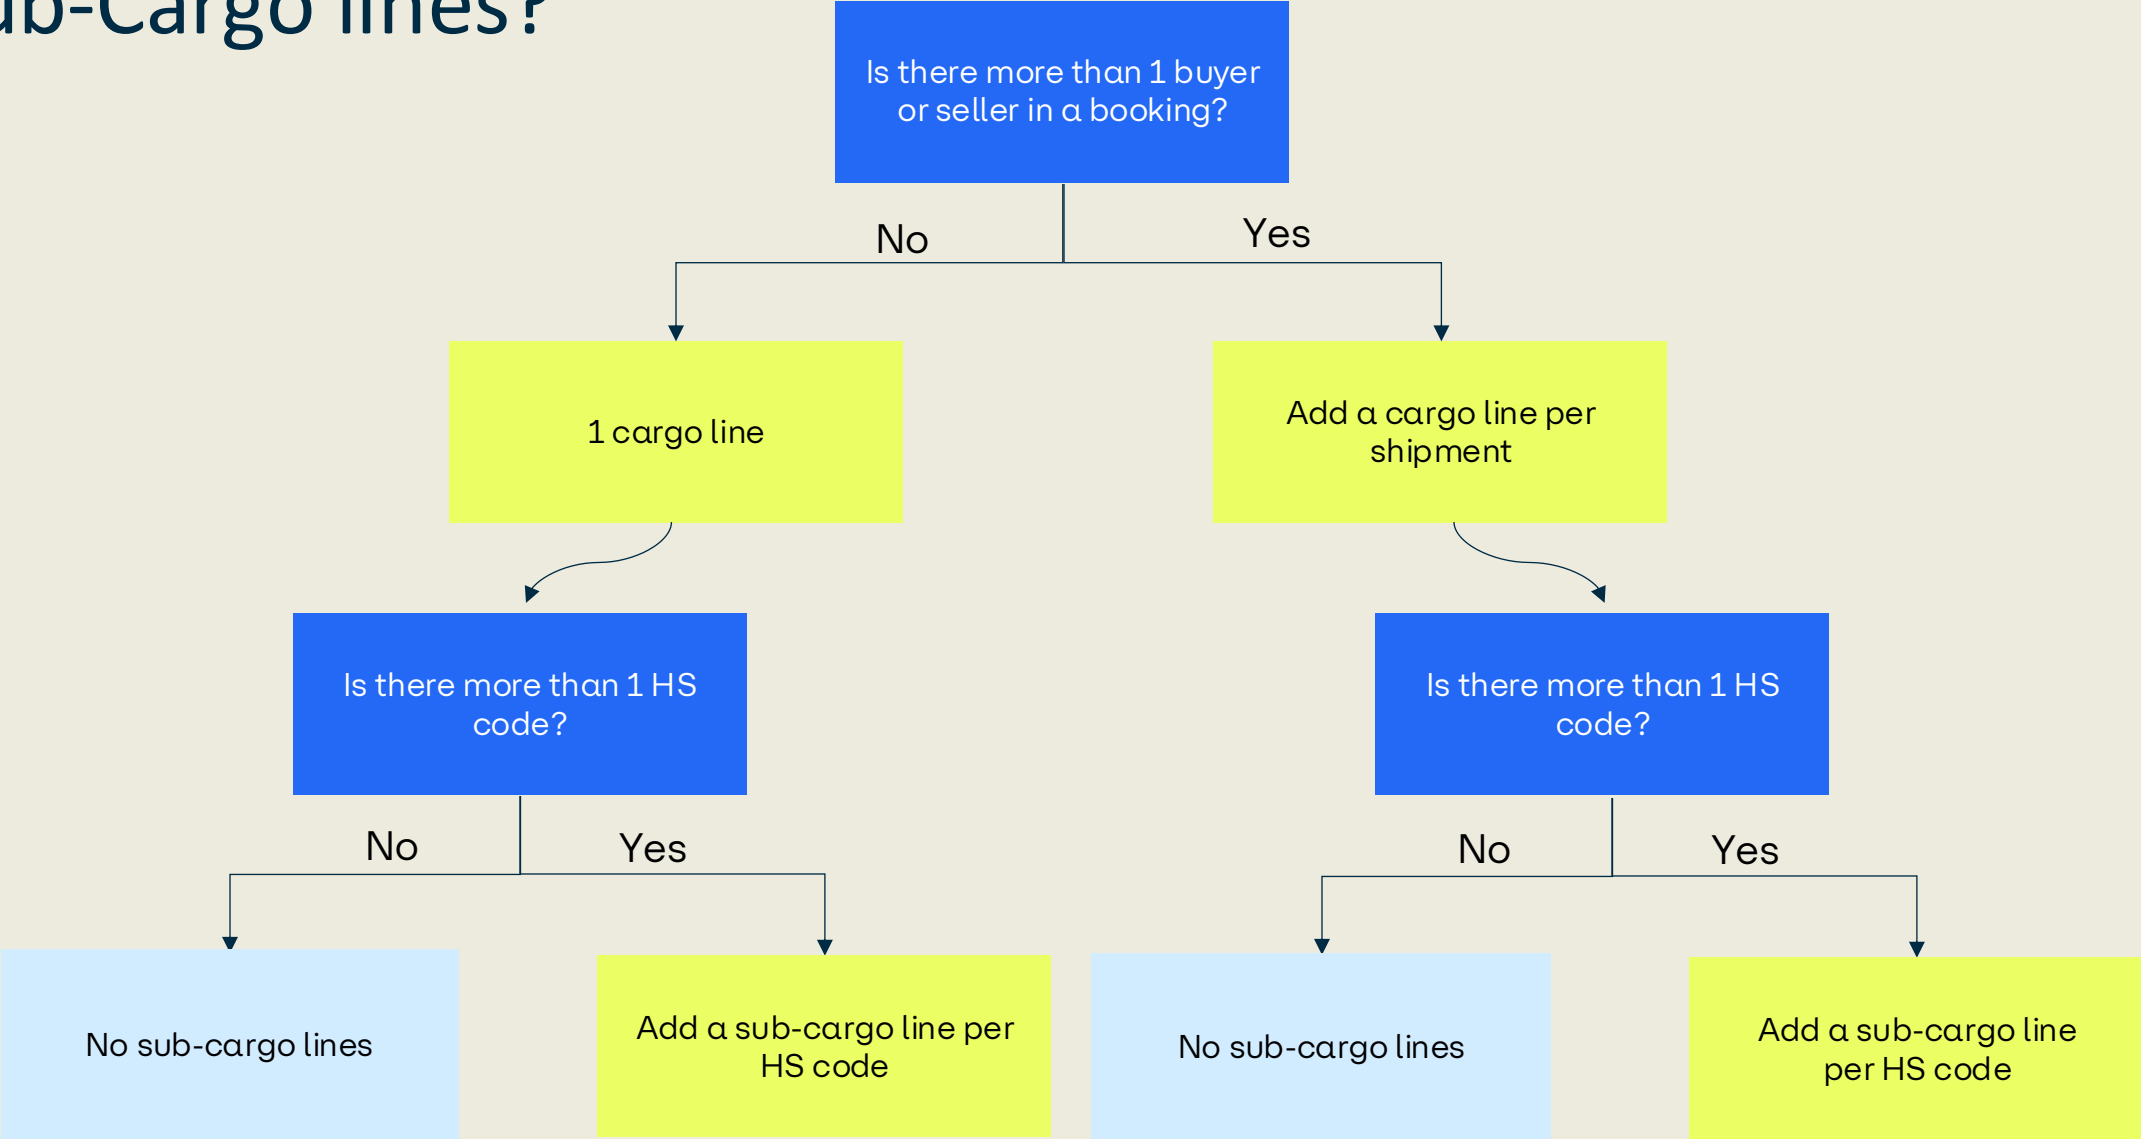 ub-Cargo lines?
Is there more than 1 buyer
or seller in a booking?
No
Yes
1 cargo line
Add a cargo line per
shipment
Is there more than 1 HS
code?
Is there more than 1 HS
code?
No
Yes
No
Yes
No sub-cargo lines
Add a sub-cargo line per
HS code
No sub-cargo lines
Add a sub-cargo line
per HS code